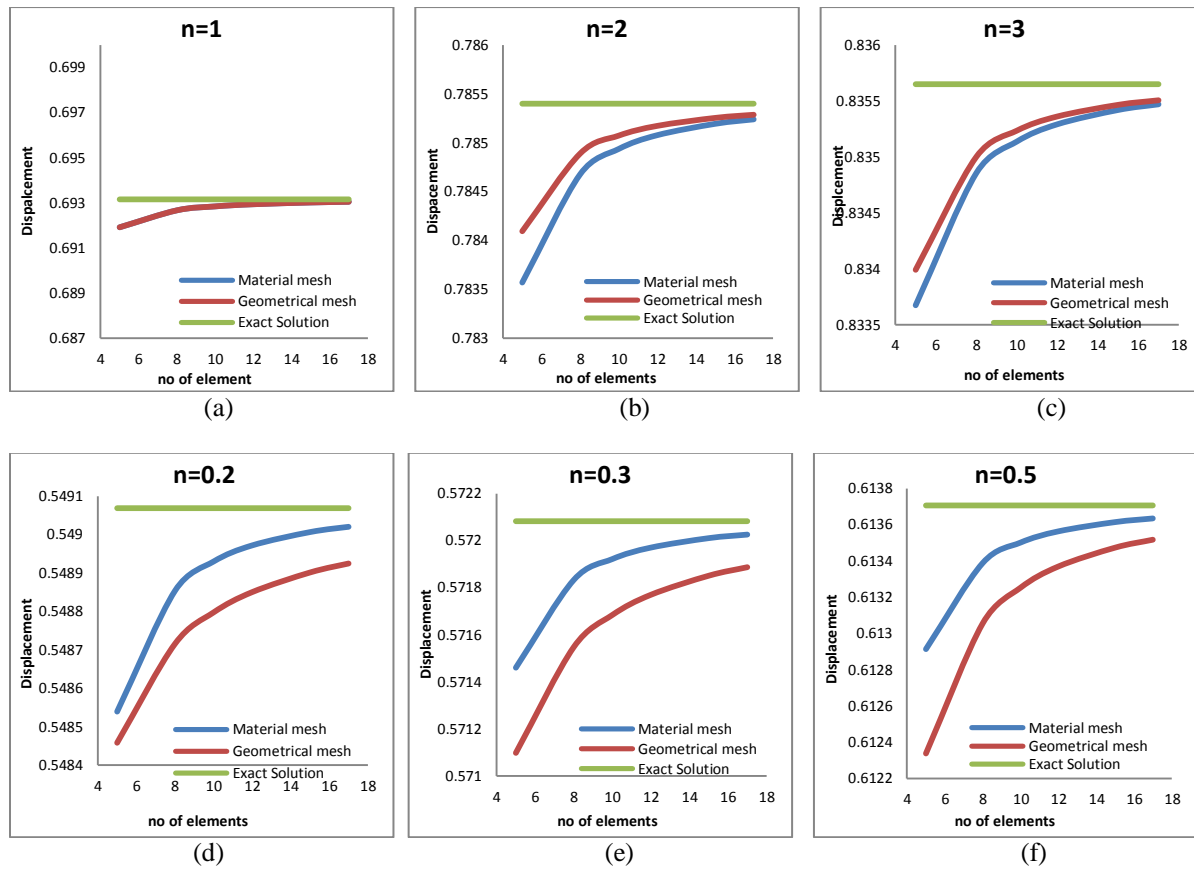 n=1
0.699
0.697
0.695
0.693
0.691
0.689
0.687
Dispalcement
Material mesh
Geometrical mesh
Exact Solution
4 6 8 10 12 14 16 18
no of element
(a)
n=2
0.786
0.7855
0.785
0.7845
0.784
0.7835
0.783
Dispacement
Material mesh
Geometrical mesh
Exact Solution
4 6 8 10 12 14 16 18
no of elements
(b)
n=3
0.836
0.8355
0.835
0.8345
0.834
0.8335
Displcement
Material mesh
Geometrical mesh
Exact Solution
4 6 8 10 12 14 16 18
no of elements
(c)
n=0.2
0.5491
0.549
0.5489
0.5488
0.5487
0.5486
0.5485
0.5484
Displacement
Material mesh
Geometrical mesh
Exact Solution
4 6 8 10 12 14 16 18
no of elements
(d)
n=0.3
0.5722
0.572
0.5718
0.5716
0.5714
0.5712
0.571
Displacement
Material mesh
Geometrical mesh
Exact Solution
4 6 8 10 12 14 16 18
no of elements
(e)
n=0.5
0.6138
0.6136
0.6134
0.6132
0.613
0.6128
0.6126
0.6124
0.6122
Displacement
Material mesh
Geometrical mesh
Exact Solution
4 6 8 10 12 14 16 18
no of elements
(f)